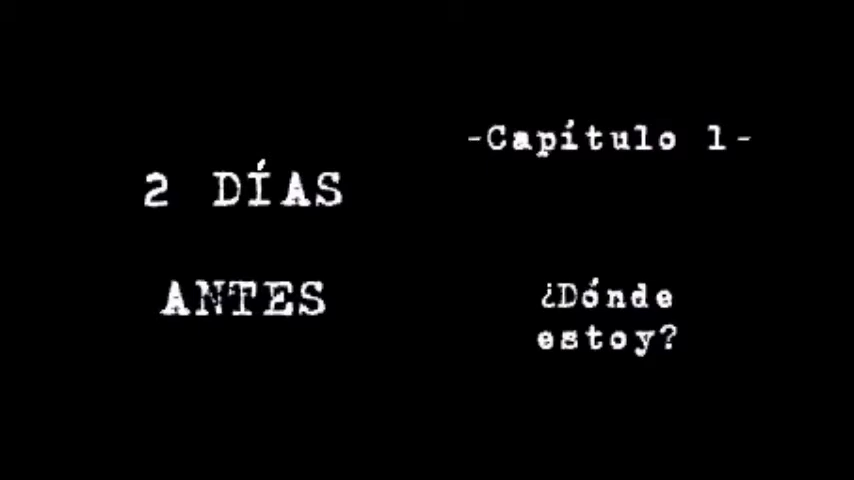 2 DÍAS
ANTES
-Capítulo 1-
¿Dónde
estoy?